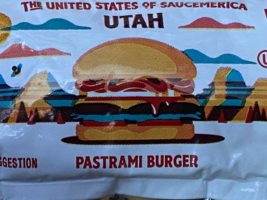 THE UNITED STATES OF SAUCEMERICA
UTAH
U
GGESTION
PASTRAMI BURGER